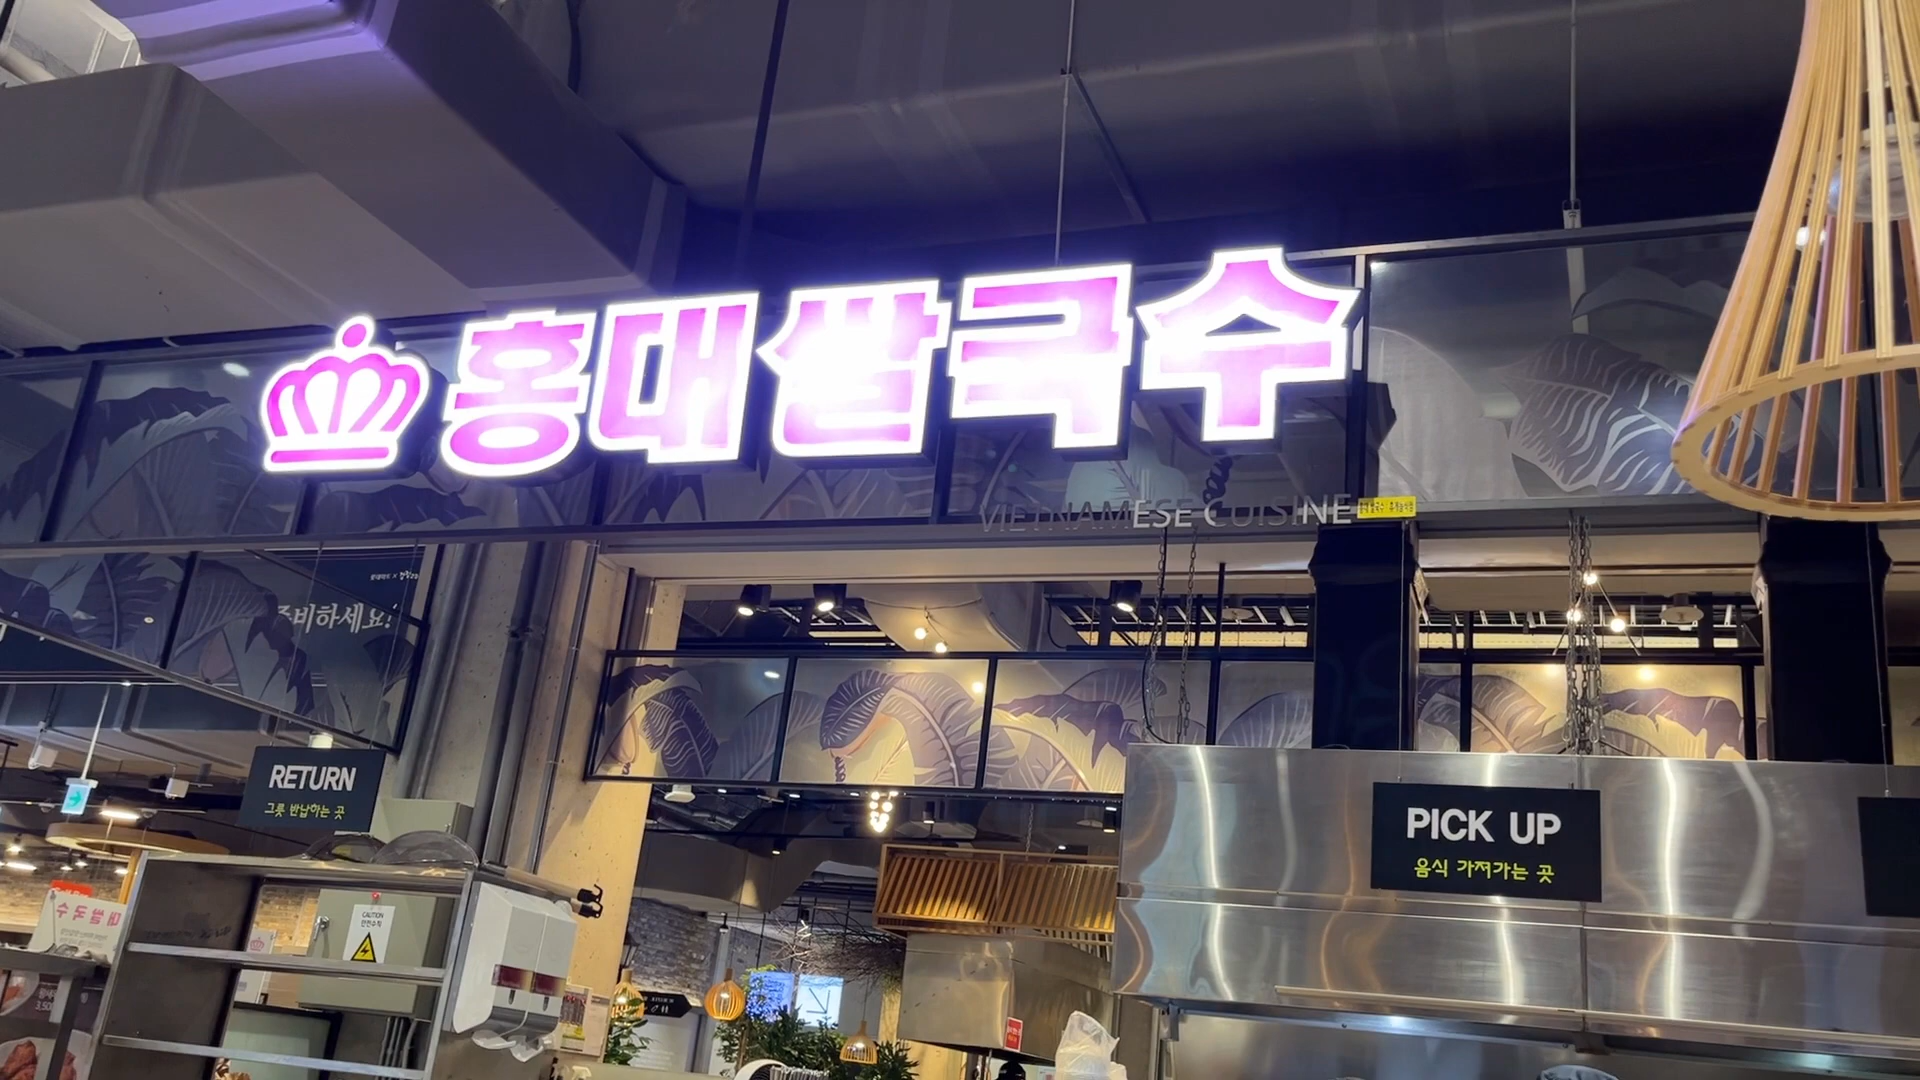 홍대쌀국수
VIETNAMESE CUISINE
준비하세요!
RETURN
그릇 반납하는 곳
PICK UP
음식 가져가는 곳
CAUTION